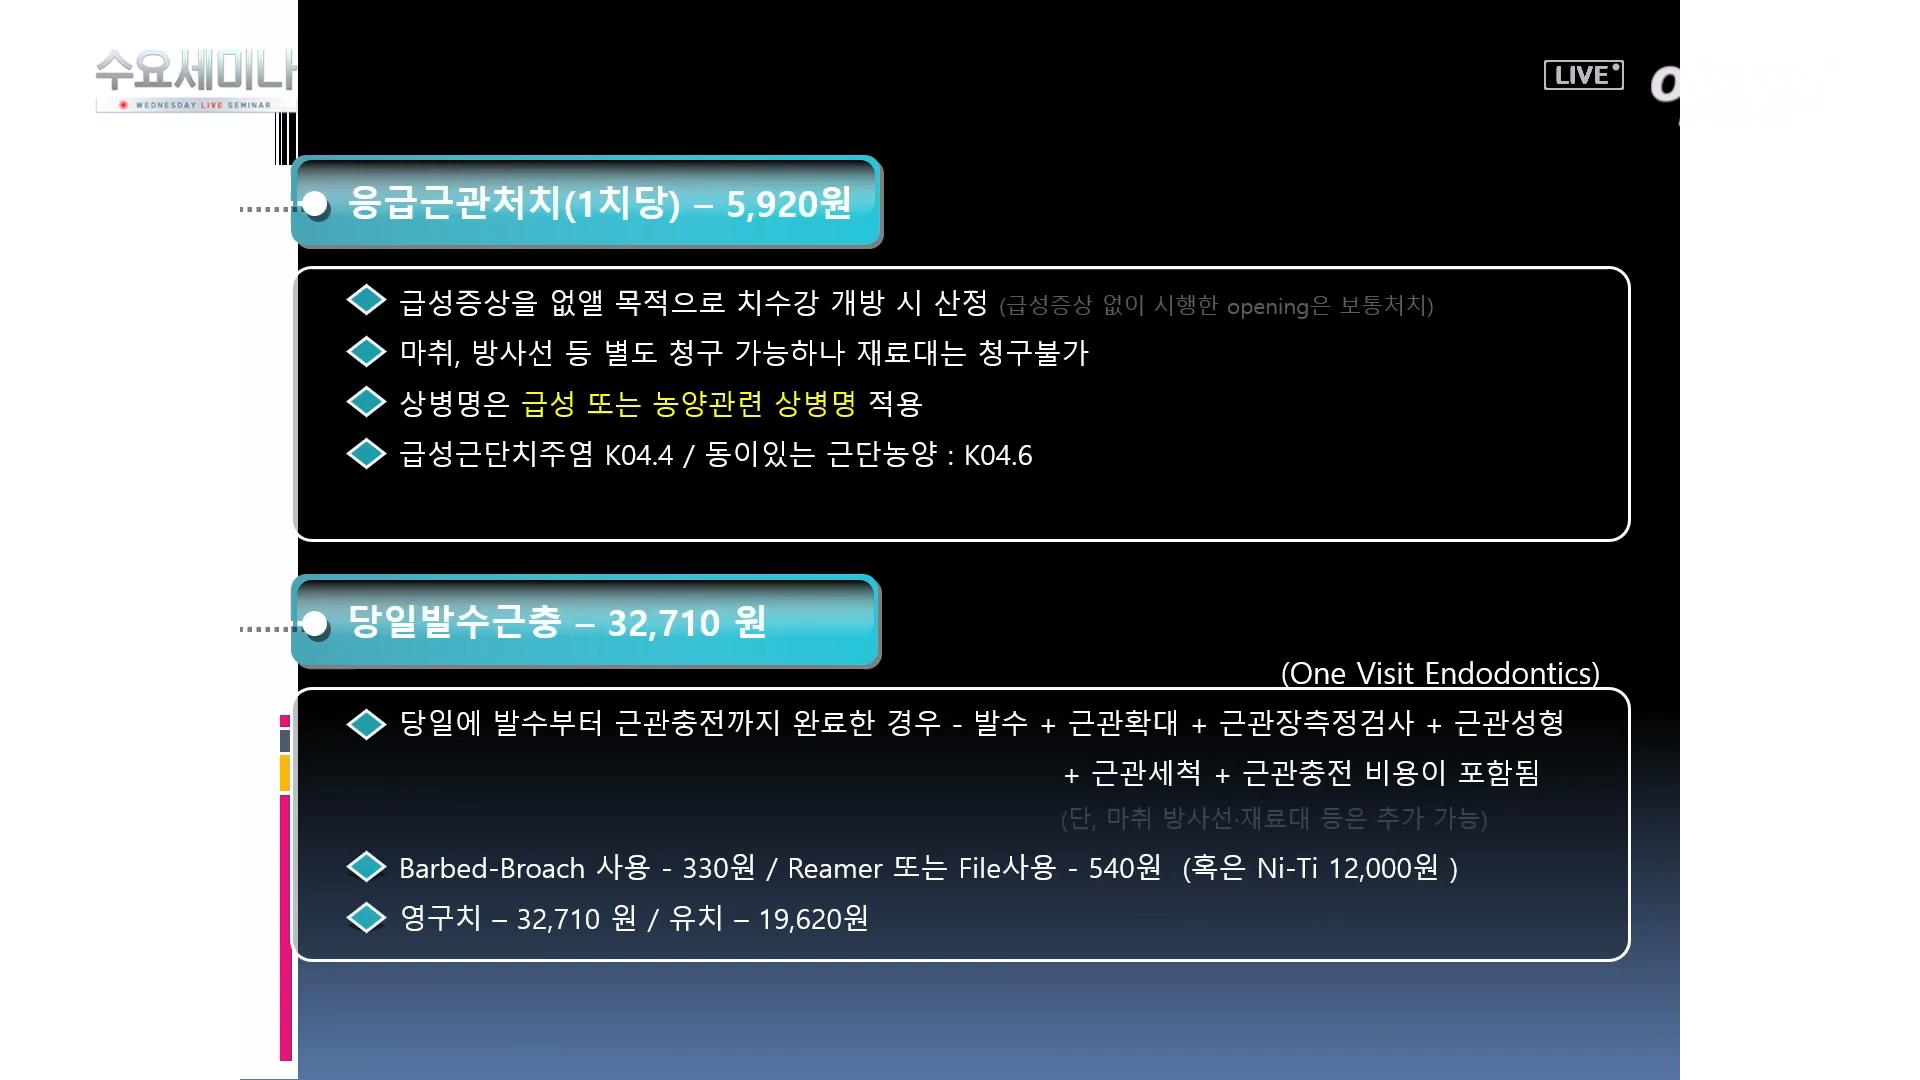 수요세미나
WEDNESDAY LIVE SEMINAR
LIVE
응급근관처치(1치당) – 5,920원
급성증상을 없앨 목적으로 치수강 개방 시 산정 (급성증상 없이 시행한 opening은 보통처치)
마취, 방사선 등 별도 청구 가능하나 재료대는 청구불가
상병명은 급성 또는 농양관련 상병명 적용
급성근단치주염 K04.4 / 동이있는 근단농양 : K04.6
당일발수근충 – 32,710 원
(One Visit Endodontics)
당일에 발수부터 근관충전까지 완료한 경우 - 발수 + 근관확대 + 근관장측정검사 + 근관성형
+ 근관세척 + 근관충전 비용이 포함됨
(단, 마취 방사선·재료대 등은 추가 가능)
Barbed-Broach 사용 - 330원 / Reamer 또는 File사용 - 540원 (혹은 Ni-Ti 12,000원 )
영구치 – 32,710 원 / 유치 – 19,620원